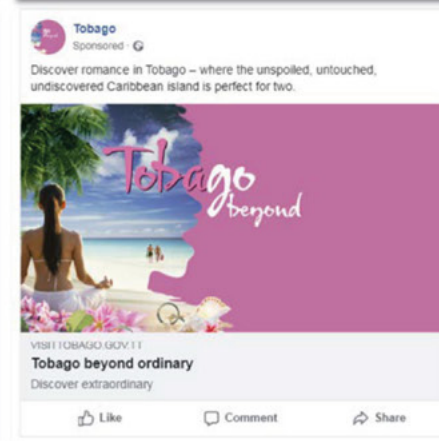 Tobago
Sponsored ·
Discover romance in Tobago – where the unspoiled, untouched,
undiscovered Caribbean island is perfect for two.
Tobago
beyond
VISITTOBAGO.GOV.TT
Tobago beyond ordinary
Discover extraordinary
Like Comment Share